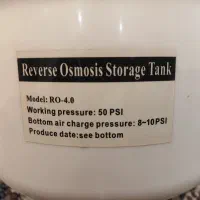 Reverse Osmosis Storage Tank
Model: RO-4.0
Working pressure: 50 PSI
Bottom air charge pressure: 8~10PSI
Produce date:see bottom